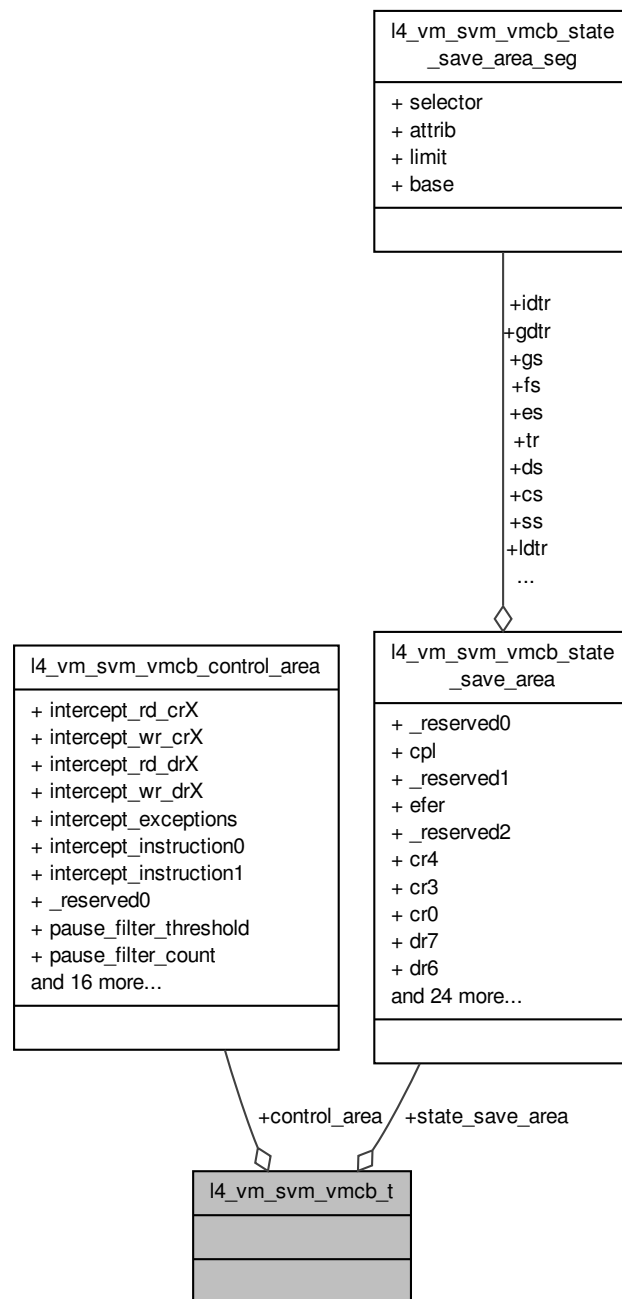 l4_vm_svm_vmcb_state
_save_area_seg
+ selector
+ attrib
+ limit
+ base
+idtr
+gdtr
+gs
+fs
+es
+tr
+ds
+cs
+ss
+ldtr
...
l4_vm_svm_vmcb_control_area
+ intercept_rd_crX
+ intercept_wr_crX
+ intercept_rd_drX
+ intercept_wr_drX
+ intercept_exceptions
+ intercept_instruction0
+ intercept_instruction1
+ _reserved0
+ pause_filter_threshold
+ pause_filter_count
and 16 more...
l4_vm_svm_vmcb_state
_save_area
+ _reserved0
+ cpl
+ _reserved1
+ efer
+ _reserved2
+ cr4
+ cr3
+ cr0
+ dr7
+ dr6
and 24 more...
+control_area
+state_save_area
l4_vm_svm_vmcb_t